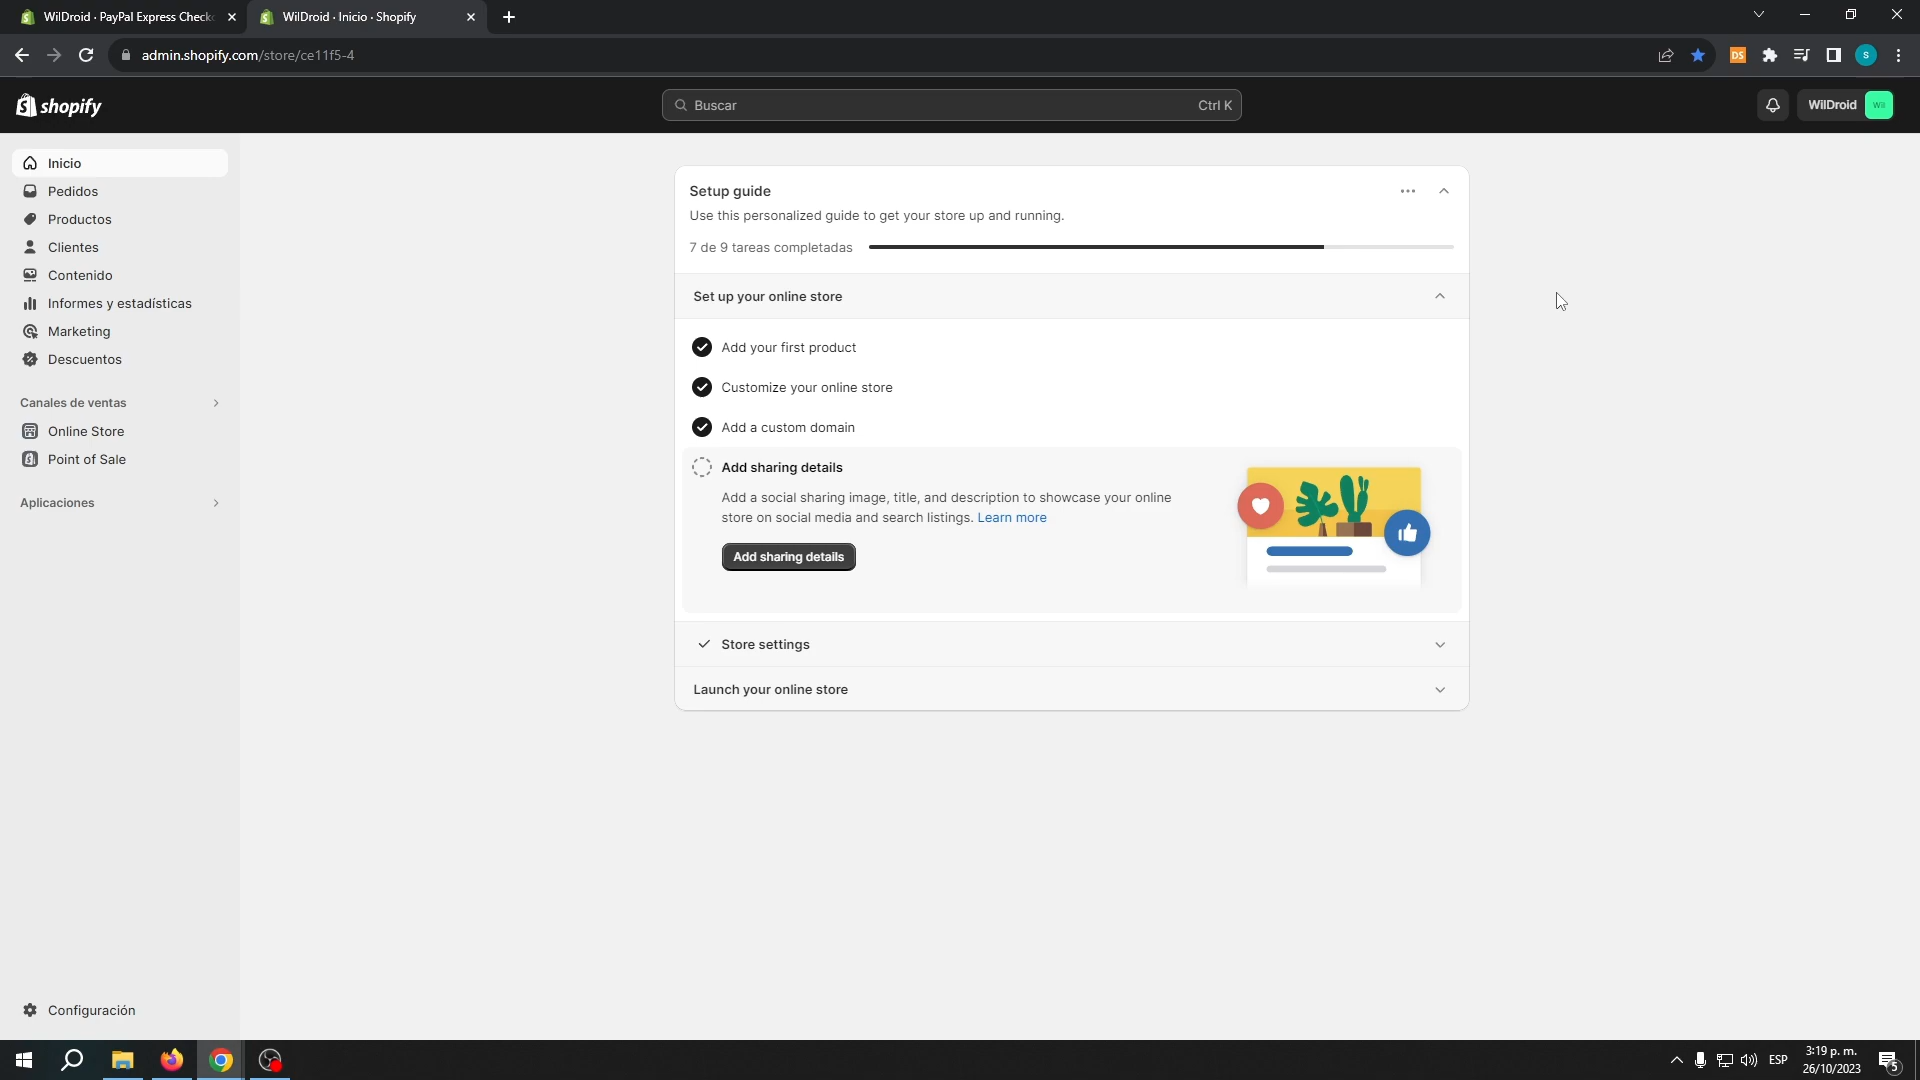 WilDroid · PayPal Express Check
WilDroid · Inicio · Shopify
admin.shopify.com/store/ce11f5-4
DS
S
shopify
Buscar
Ctrl K
WilDroid
Wil
Inicio
Pedidos
Productos
Clientes
Contenido
Informes y estadísticas
Marketing
Descuentos
Canales de ventas
Online Store
Point of Sale
Aplicaciones
Configuración
Setup guide
Use this personalized guide to get your store up and running.
7 de 9 tareas completadas
Set up your online store
Add your first product
Customize your online store
Add a custom domain
Add sharing details
Add a social sharing image, title, and description to showcase your online
store on social media and search listings. Learn more
Add sharing details
Store settings
Launch your online store
ESP
3:19 p. m.
26/10/2023
5